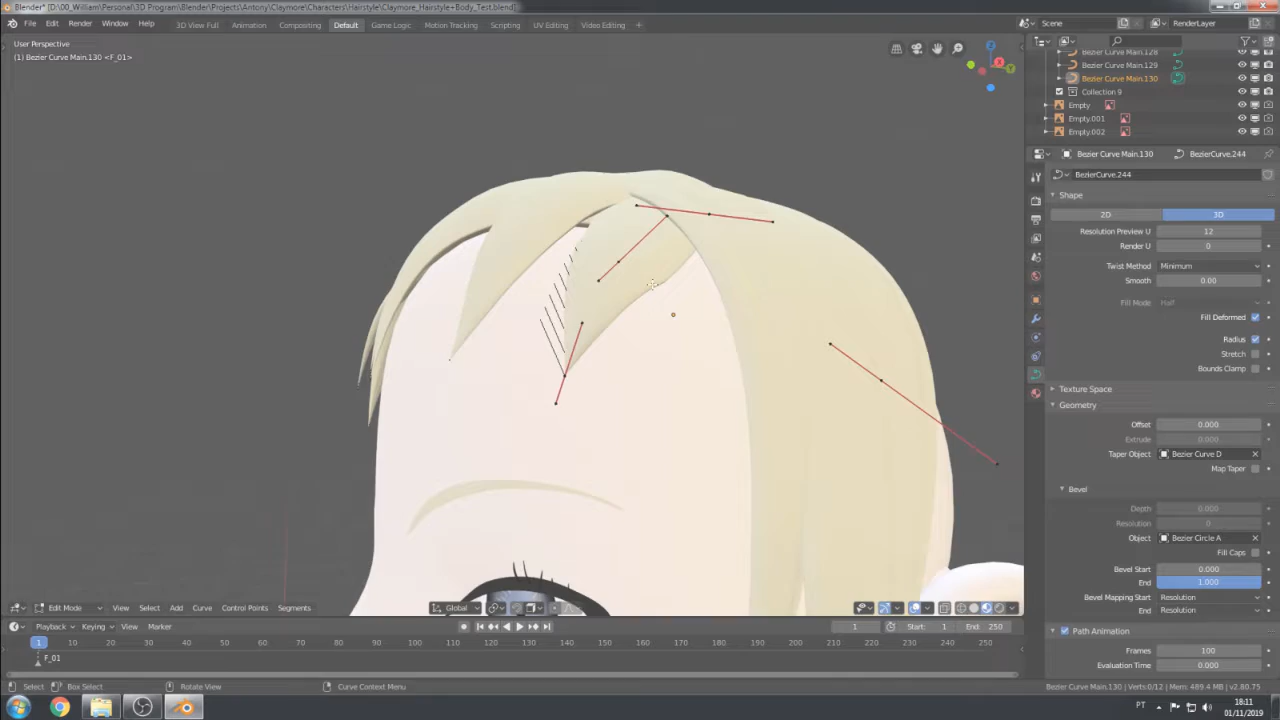 Blender* [D:\00_William\Personal\3D Program\Blender\Projects\Antony\Claymore\Characters\Hairstyle\Claymore_Hairstyle+Body_Test.blend]
File Edit Render Window Help 3D View Full Animation Compositing Default Game Logic Motion Tracking Scripting UV Editing Video Editing + Scene RenderLayer
User Perspective
(1) Bezier Curve Main.130 <F_01>
Z
X
Y
Bezier Curve Main.128
Bezier Curve Main.129
Bezier Curve Main.130
Collection 9
Empty
Empty.001
Empty.002
Bezier Curve Main.130 BezierCurve.244
BezierCurve.244
Shape
2D 3D
Resolution Preview U 12
Render U 0
Twist Method Minimum
Smooth 0.00
Fill Mode Half
Fill Deformed
Radius
Stretch
Bounds Clamp
Texture Space
Geometry
Offset 0.000
Extrude 0.000
Taper Object Bezier Curve D
Map Taper
Bevel
Depth 0.000
Resolution 0
Object Bezier Circle A
Fill Caps
Bevel Start 0.000
End 1.000
Bevel Mapping Start Resolution
End Resolution
Path Animation
Frames 100
Evaluation Time 0.000
Edit Mode View Select Add Curve Control Points Segments Global
Playback Keying View Marker 1 Start: 1 End 250
1 10 20 30 40 50 60 70 80 90 100 110 120 130 140 150 160 170 180 190 200 210 220 230 240 250
F_01
Select Box Select Rotate View Curve Context Menu Bezier Curve Main.130 | Verts:0/12 | Mem: 489.4 MB | v2.80.75
PT 18:11
01/11/2019